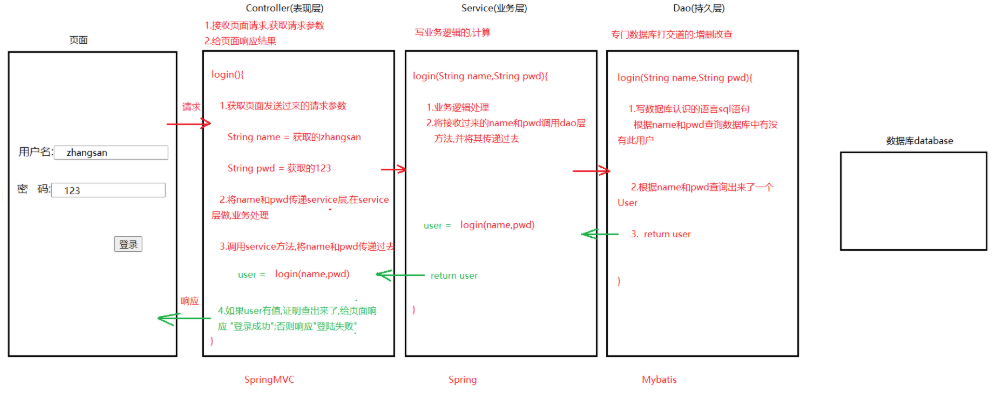 页面
用户名: zhangsan
密 码: 123
登录
请求
响应
Controller(表现层)
1.接收页面请求,获取请求参数
2.给页面响应结果
login(){
1.获取页面发送过来的请求参数
String name = 获取的zhangsan
String pwd = 获取的123
2.将name和pwd传递service层,在service
层做,业务处理
3.调用service方法,将name和pwd传递过去
user = login(name,pwd)
4.如果user有值,证明查出来了,给页面响
应 "登录成功";否则响应"登陆失败"
}
SpringMVC
Service(业务层)
写业务逻辑的,计算
login(String name,String pwd){
1.业务逻辑处理
2.将接收过来的name和pwd调用dao层
方法,并将其传递过去
user = login(name,pwd)
return user
}
Spring
Dao(持久层)
专门数据库打交道的:增删改查
login(String name,String pwd){
1.写数据库认识的语言sql语句
根据name和pwd查询数据库中有没
有此用户
2.根据name和pwd查询出来了一个
User
3. return user
}
Mybatis
数据库database